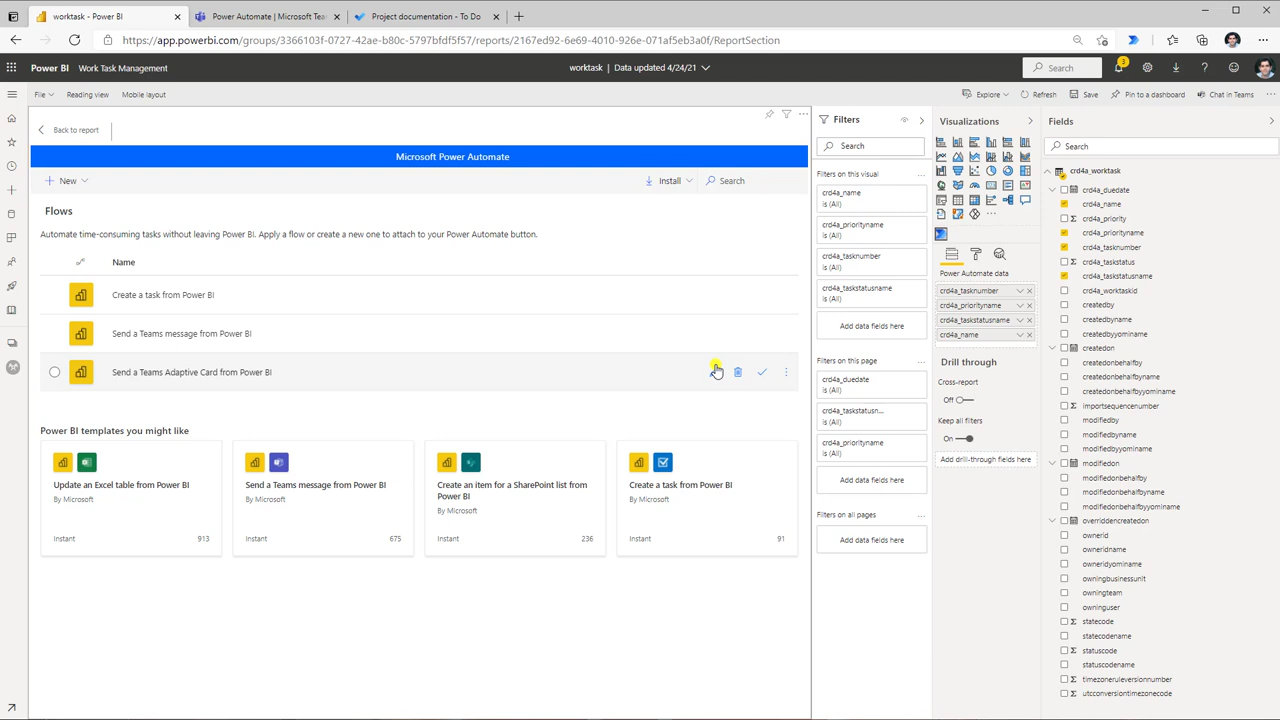 worktask - Power BI
Power Automate | Microsoft Tea
Project documentation - To Do
https://app.powerbi.com/groups/3366103f-0727-42ae-b80c-5797bfdf5f57/reports/2167ed92-6e69-4010-926e-071af5eb3a0f/ReportSection
Power BI Work Task Management
worktask | Data updated 4/24/21
Search
3
File Reading view Mobile layout
Explore Refresh Save Pin to a dashboard Chat in Teams
Back to report
Microsoft Power Automate
New
Install
Search
Flows
Automate time-consuming tasks without leaving Power BI. Apply a flow or create a new one to attach to your Power Automate button.
Name
Create a task from Power BI
Send a Teams message from Power BI
Send a Teams Adaptive Card from Power BI
Power BI templates you might like
Update an Excel table from Power BI
By Microsoft
Instant 913
Send a Teams message from Power BI
By Microsoft
Instant 675
Create an item for a SharePoint list from
Power BI
By Microsoft
Instant 236
Create a task from Power BI
By Microsoft
Instant 91
Filters
Search
Filters on this visual
crd4a_name
is (All)
crd4a_priorityname
is (All)
crd4a_tasknumber
is (All)
crd4a_taskstatusname
is (All)
Add data fields here
Filters on this page
crd4a_duedate
is (All)
crd4a_taskstatusn...
is (All)
crd4a_priorityname
is (All)
Add data fields here
Filters on all pages
Add data fields here
Visualizations
Power Automate data
crd4a_tasknumber
crd4a_priorityname
crd4a_taskstatusname
crd4a_name
Drill through
Cross-report
Off
Keep all filters
On
Add drill-through fields here
Fields
Search
crd4a_worktask
crd4a_duedate
crd4a_name
crd4a_priority
crd4a_priorityname
crd4a_tasknumber
crd4a_taskstatus
crd4a_taskstatusname
crd4a_worktaskid
createdby
createdbyname
createdbyyominame
createdon
createdonbehalfby
createdonbehalfbyname
createdonbehalfbyyominame
importsequencenumber
modifiedby
modifiedbyname
modifiedbyyominame
modifiedon
modifiedonbehalfby
modifiedonbehalfbyname
modifiedonbehalfbyyominame
overriddencreatedon
ownerid
owneridname
owneridyominame
owningbusinessunit
owningteam
owninguser
statecode
statecodename
statuscode
statuscodename
timezoneruleversionnumber
utcconversiontimezonecode